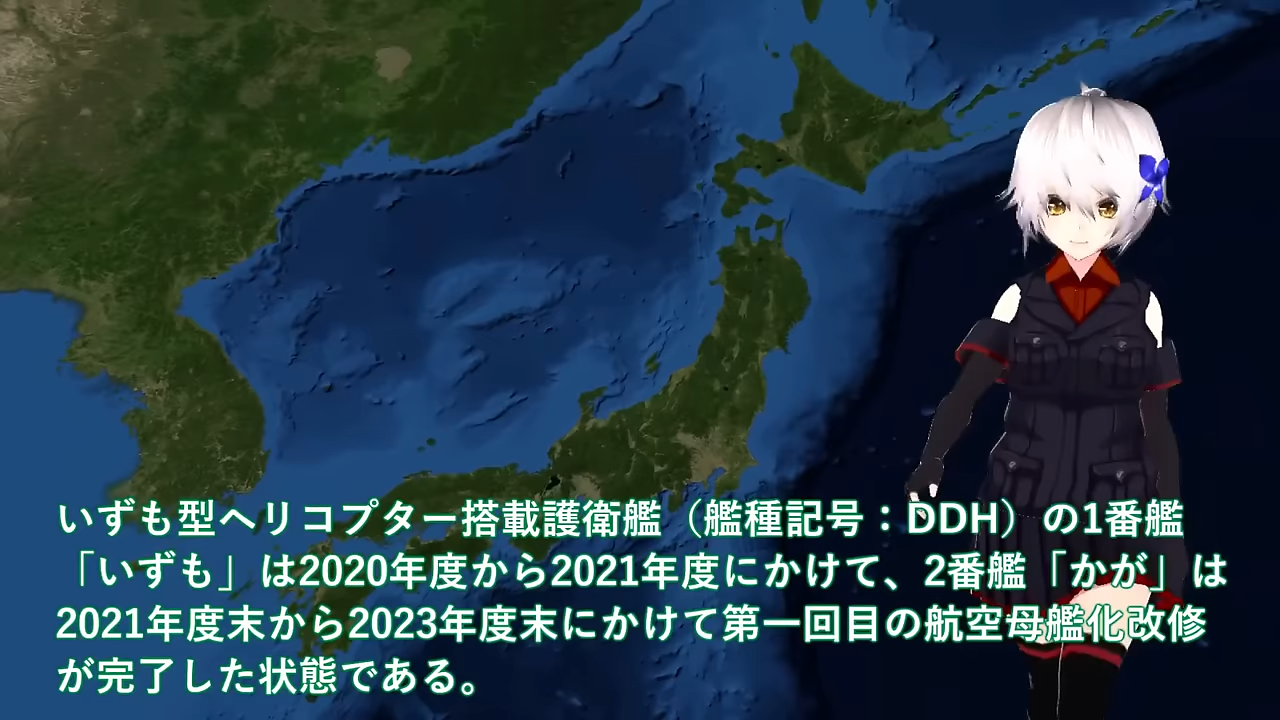 いずも型ヘリコプター搭載護衛艦（艦種記号：DDH）の1番艦
「いずも」は2020年度から2021年度にかけて、2番艦「かが」は
2021年度末から2023年度末にかけて第一回目の航空母艦化改修
が完了した状態である。